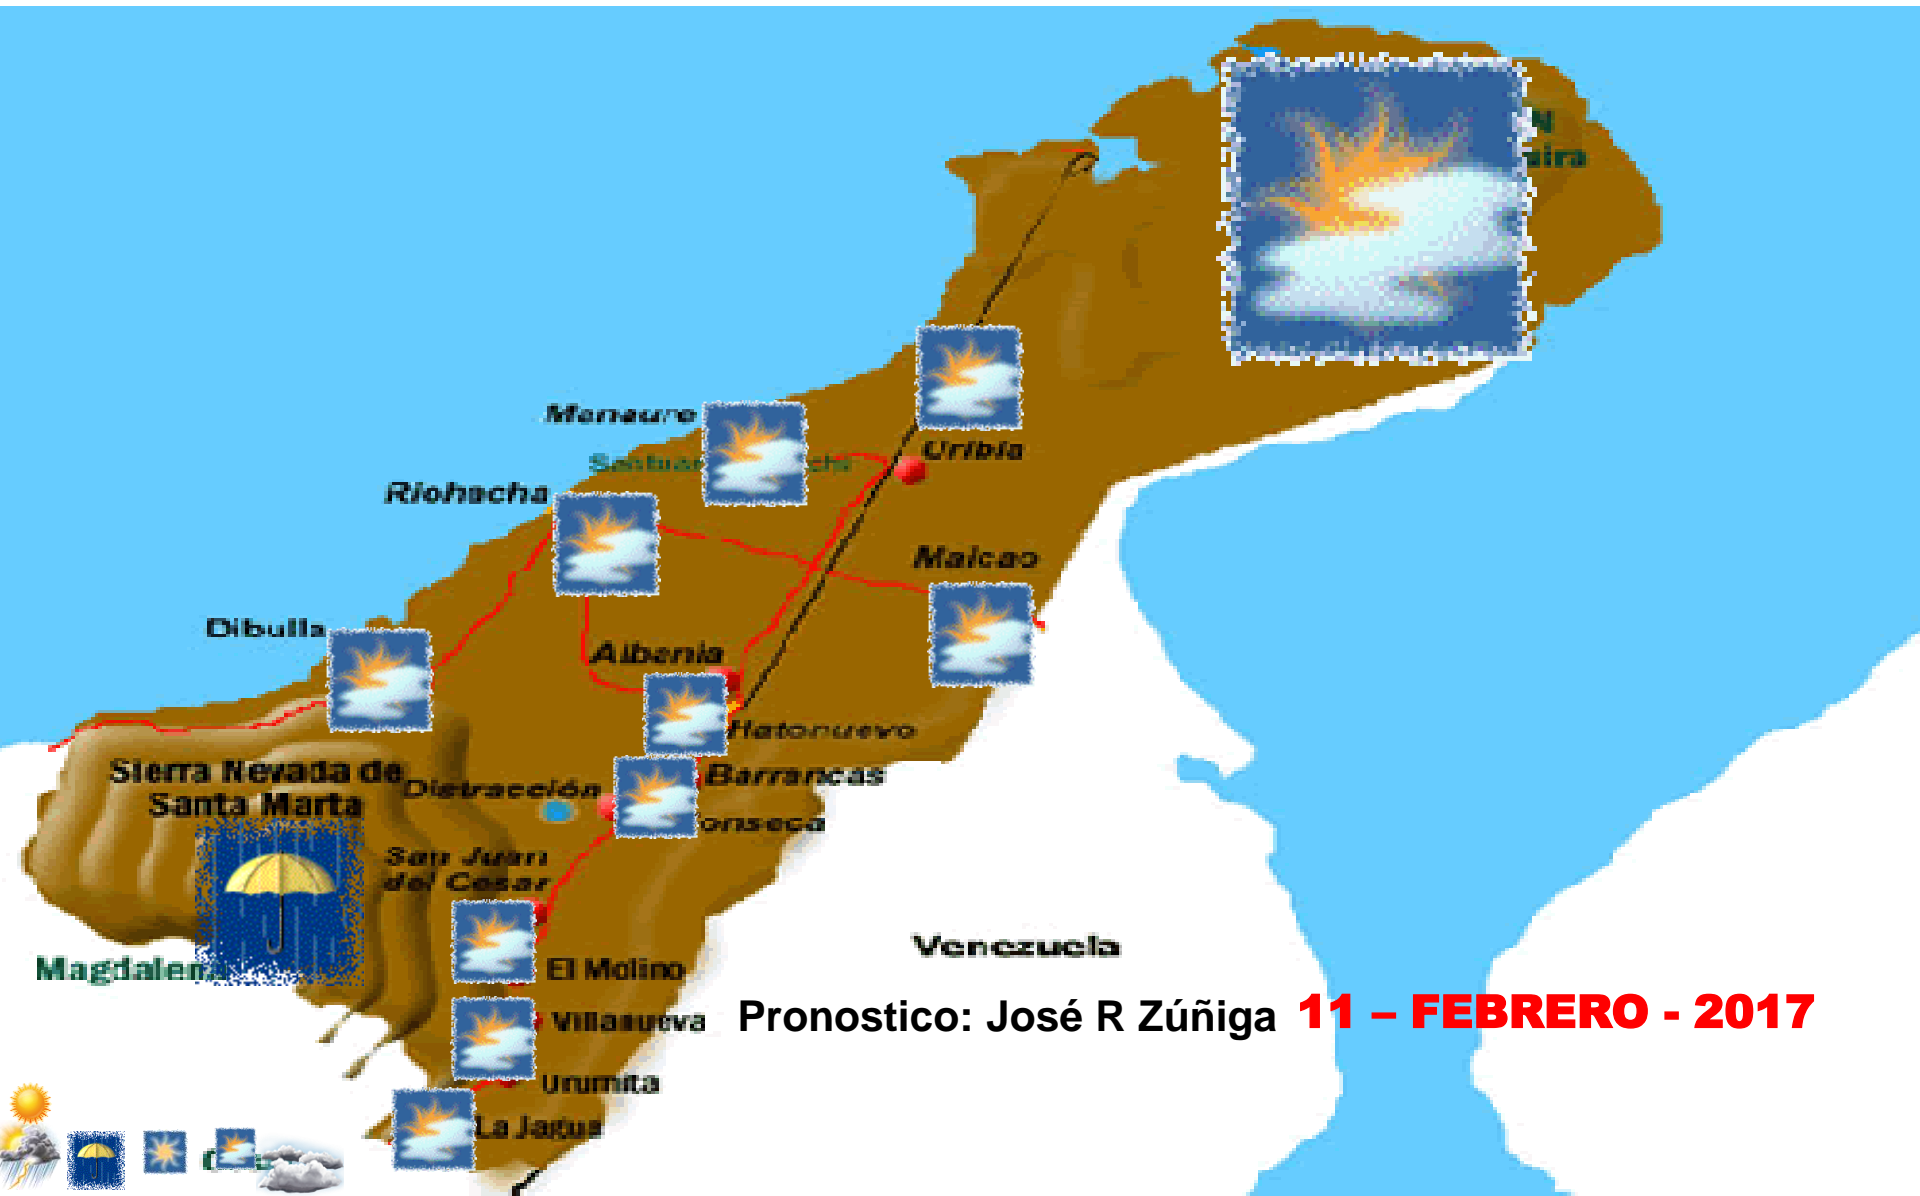 Manaure
Uribia
Riohacha
Maicao
Dibulla
Albania
Hatonuevo
Sierra Nevada de
Santa Marta
Distracción
Barrancas
onseca
San Juan
del Cesar
Venezuela
Magdalena
El Molino
Pronostico: José R Zúñiga 11 – FEBRERO - 2017
Villanueva
Urumita
La Jagua